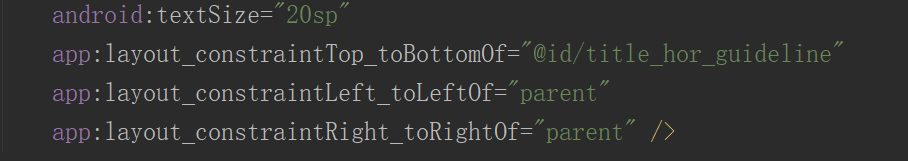 android:textSize="20sp"
app:layout_constraintTop_toBottomOf="@id/title_hor_guideline"
app:layout_constraintLeft_toLeftOf="parent"
app:layout_constraintRight_toRightOf="parent" />